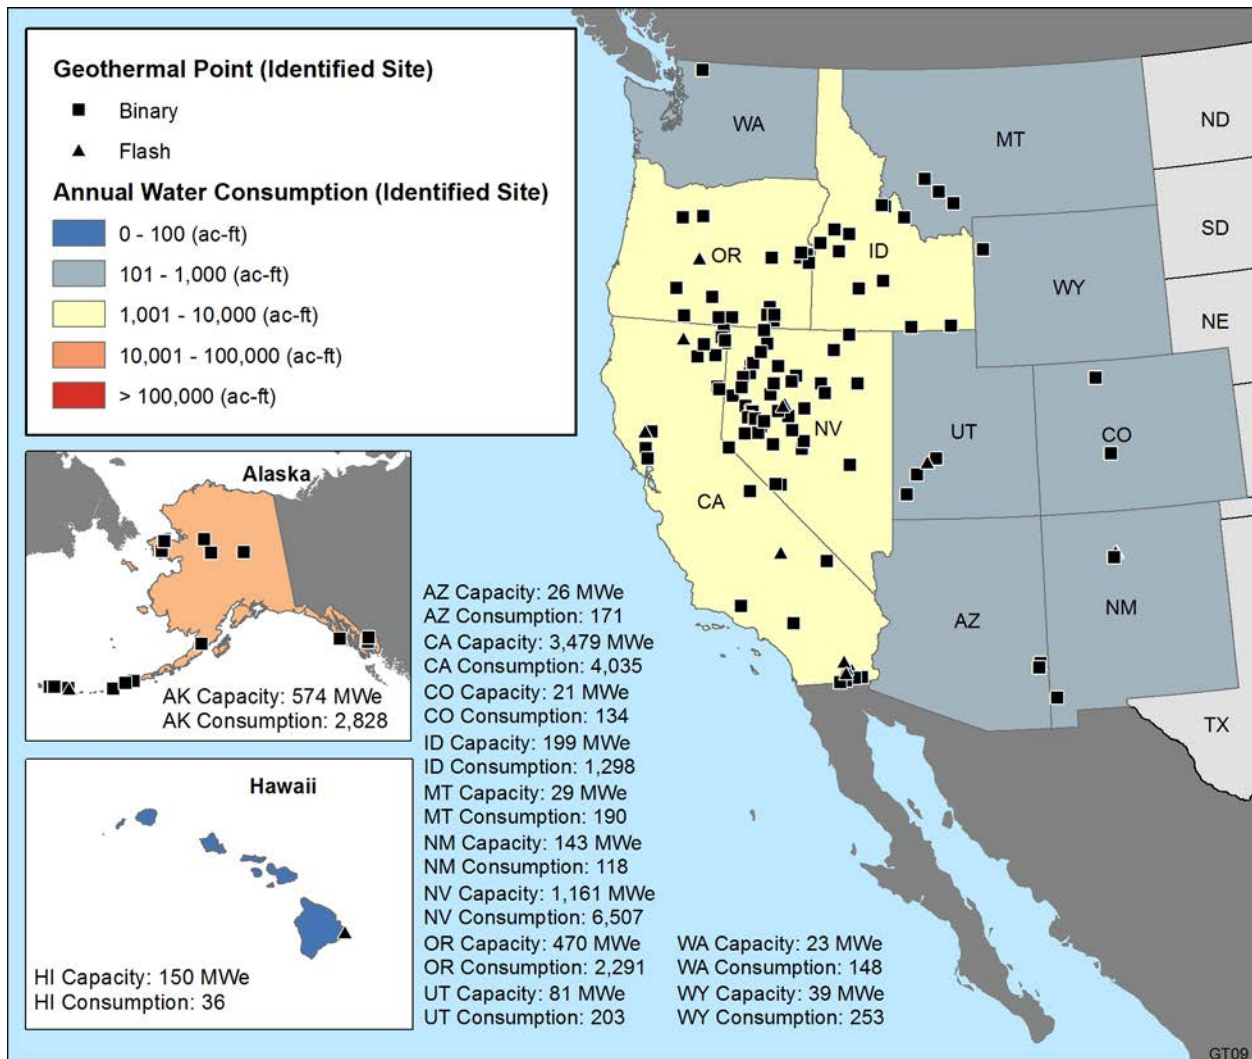 Geothermal Point (Identified Site)
Binary
Flash
Annual Water Consumption (Identified Site)
0 - 100 (ac-ft)
101 - 1,000 (ac-ft)
1,001 - 10,000 (ac-ft)
10,001 - 100,000 (ac-ft)
> 100,000 (ac-ft)
WA
MT
ND
OR
ID
SD
WY
NE
NV
UT
CO
CA
AZ
NM
TX
Alaska
AK Capacity: 574 MWe
AK Consumption: 2,828
Hawaii
HI Capacity: 150 MWe
HI Consumption: 36
AZ Capacity: 26 MWe
AZ Consumption: 171
CA Capacity: 3,479 MWe
CA Consumption: 4,035
CO Capacity: 21 MWe
CO Consumption: 134
ID Capacity: 199 MWe
ID Consumption: 1,298
MT Capacity: 29 MWe
MT Consumption: 190
NM Capacity: 143 MWe
NM Consumption: 118
NV Capacity: 1,161 MWe
NV Consumption: 6,507
OR Capacity: 470 MWe
OR Consumption: 2,291
UT Capacity: 81 MWe
UT Consumption: 203
WA Capacity: 23 MWe
WA Consumption: 148
WY Capacity: 39 MWe
WY Consumption: 253
GT09